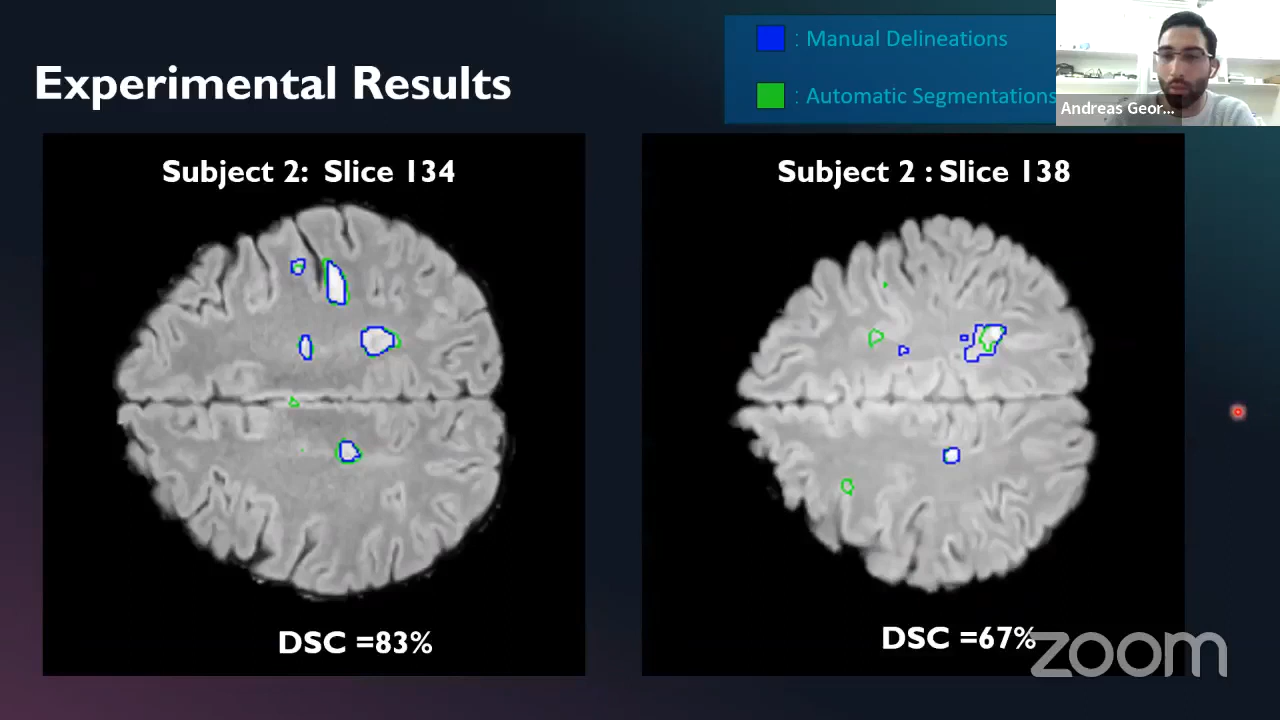 Experimental Results
: Manual Delineations
: Automatic Segmentations
Andreas Geor...
Subject 2: Slice 134
Subject 2 : Slice 138
DSC =83%
DSC =67%
zoom